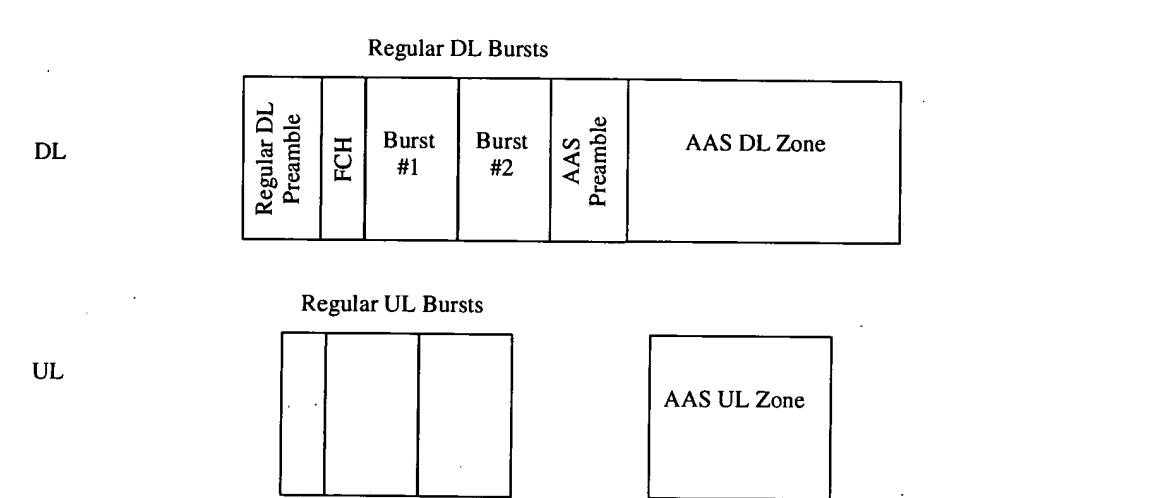 Regular DL Bursts
DL
Regular DL
Preamble
FCH
Burst
#1
Burst
#2
AAS
Preamble
AAS DL Zone
Regular UL Bursts
UL
AAS UL Zone